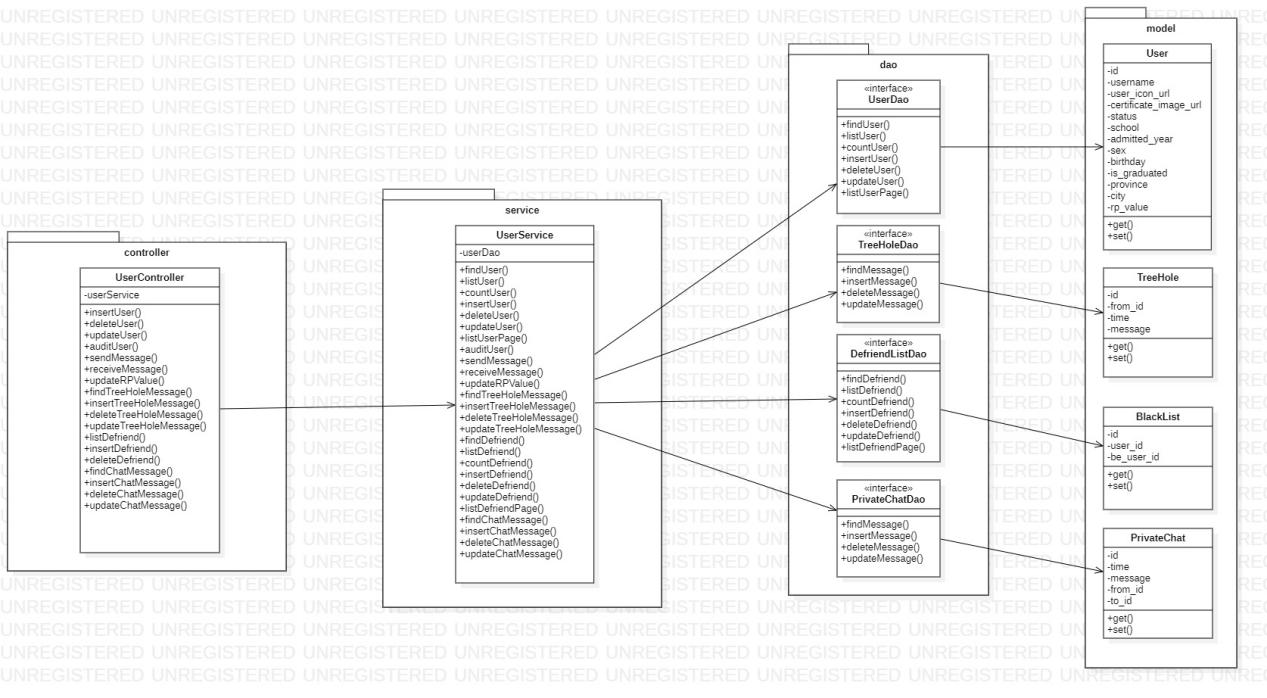 controller
UserController
-userService
+insertUser()
+deleteUser()
+updateUser()
+auditUser()
+sendMessage()
+receiveMessage()
+updateRPValue()
+findTreeHoleMessage()
+insertTreeHoleMessage()
+deleteTreeHoleMessage()
+updateTreeHoleMessage()
+listDefriend()
+insertDefriend()
+deleteDefriend()
+findChatMessage()
+insertChatMessage()
+deleteChatMessage()
+updateChatMessage()
service
UserService
-userDao
+findUser()
+listUser()
+countUser()
+insertUser()
+deleteUser()
+updateUser()
+listUserPage()
+auditUser()
+sendMessage()
+receiveMessage()
+updateRPValue()
+findTreeHoleMessage()
+insertTreeHoleMessage()
+deleteTreeHoleMessage()
+updateTreeHoleMessage()
+findDefriend()
+listDefriend()
+countDefriend()
+insertDefriend()
+deleteDefriend()
+updateDefriend()
+listDefriendPage()
+findChatMessage()
+insertChatMessage()
+deleteChatMessage()
+updateChatMessage()
dao
«interface»
UserDao
+findUser()
+listUser()
+countUser()
+insertUser()
+deleteUser()
+updateUser()
+listUserPage()
«interface»
TreeHoleDao
+findMessage()
+insertMessage()
+deleteMessage()
+updateMessage()
«interface»
DefriendListDao
+findDefriend()
+listDefriend()
+countDefriend()
+insertDefriend()
+deleteDefriend()
+updateDefriend()
+listDefriendPage()
«interface»
PrivateChatDao
+findMessage()
+insertMessage()
+deleteMessage()
+updateMessage()
model
User
-id
-username
-user_icon_url
-certificate_image_url
-status
-school
-admitted_year
-sex
-birthday
-is_graduated
-province
-city
-rp_value
+get()
+set()
TreeHole
-id
-from_id
-time
-message
+get()
+set()
BlackList
-id
-user_id
-be_user_id
+get()
+set()
PrivateChat
-id
-time
-message
-from_id
-to_id
+get()
+set()